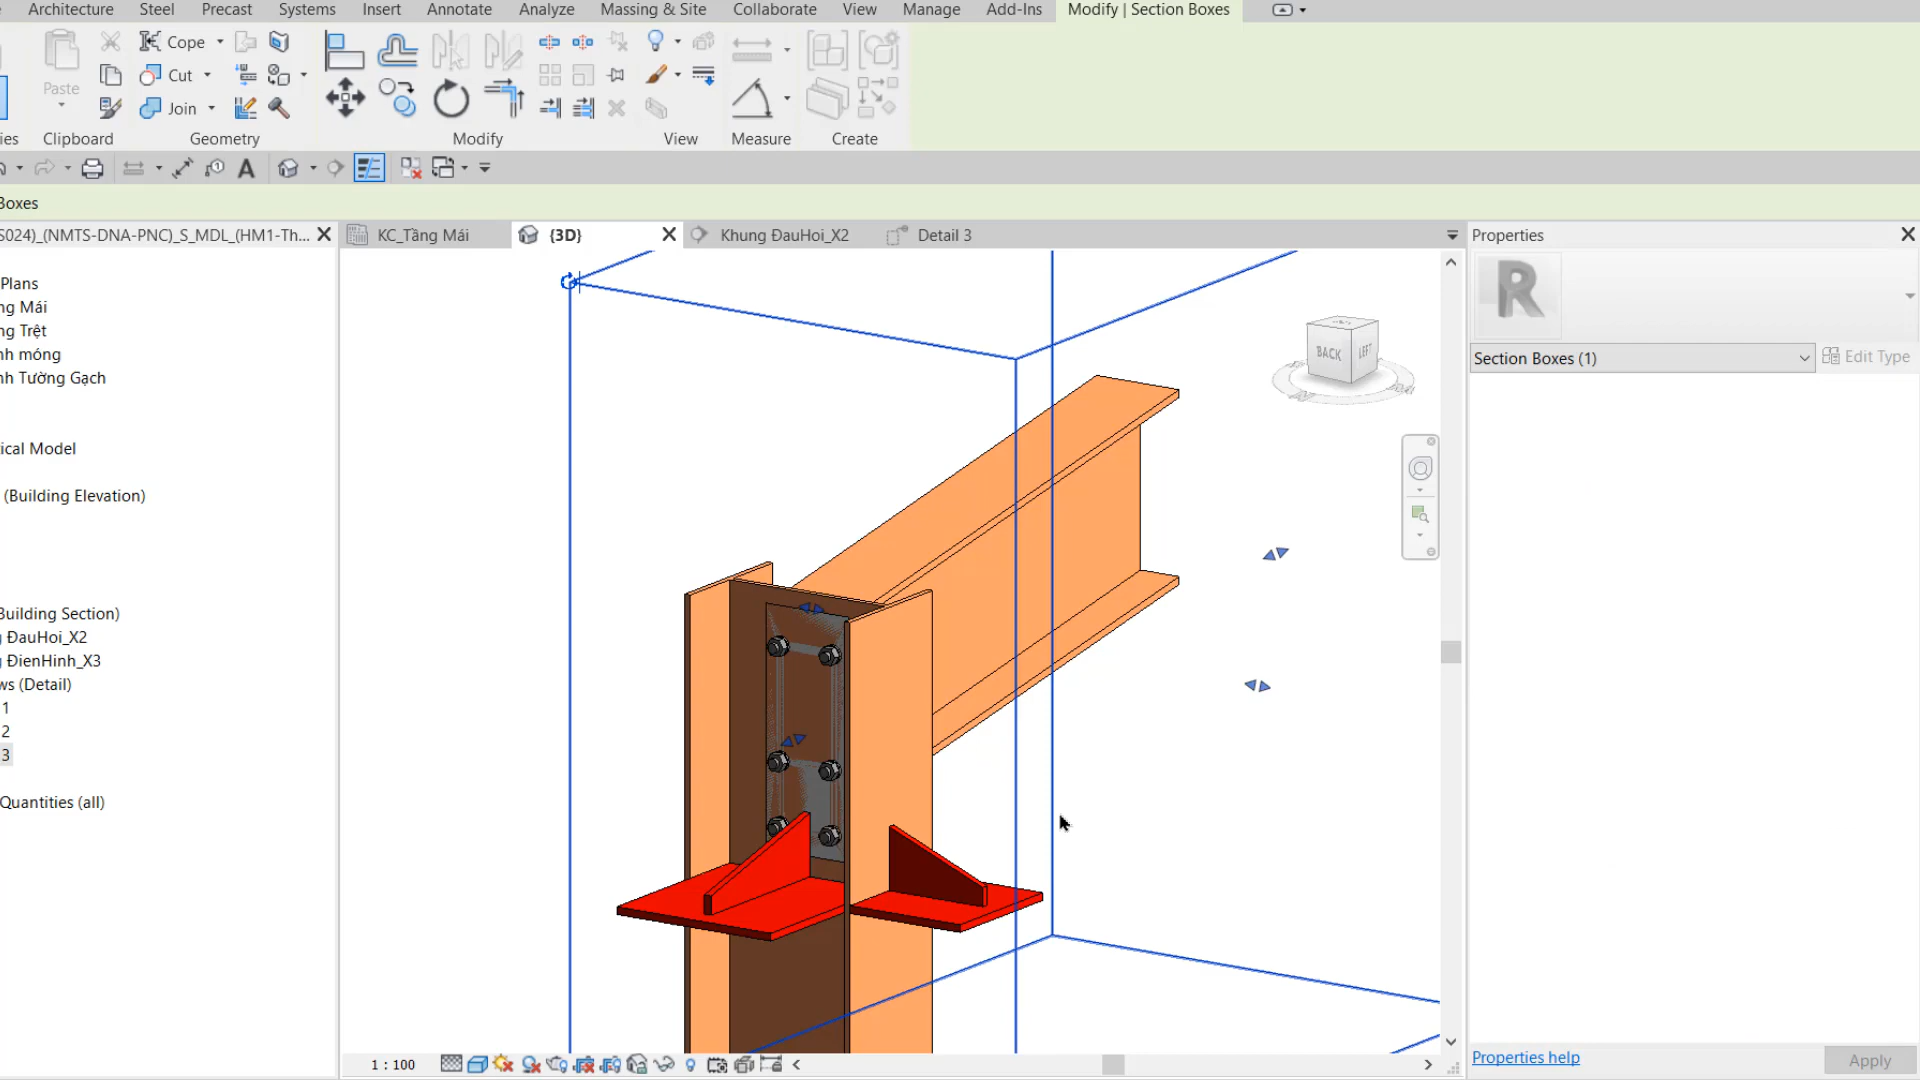 Architecture Steel Precast Systems Insert Annotate Analyze Massing & Site Collaborate View Manage Add-Ins Modify | Section Boxes
Paste
Cope
Cut
Join
ies Clipboard Geometry Modify View Measure Create
Boxes
S024)_(NMTS-DNA-PNC)_S_MDL_(HM1-Th...
KC_Tầng Mái
{3D}
Khung ĐauHoi_X2
Detail 3
Properties
Plans
ng Mái
ng Trệt
nh móng
nh Tường Gạch
ical Model
(Building Elevation)
Building Section)
g ĐauHoi_X2
g ĐienHinh_X3
ws (Detail)
1
2
3
Quantities (all)
BACK
LEFT
R
Section Boxes (1)
Edit Type
1 : 100
Properties help
Apply